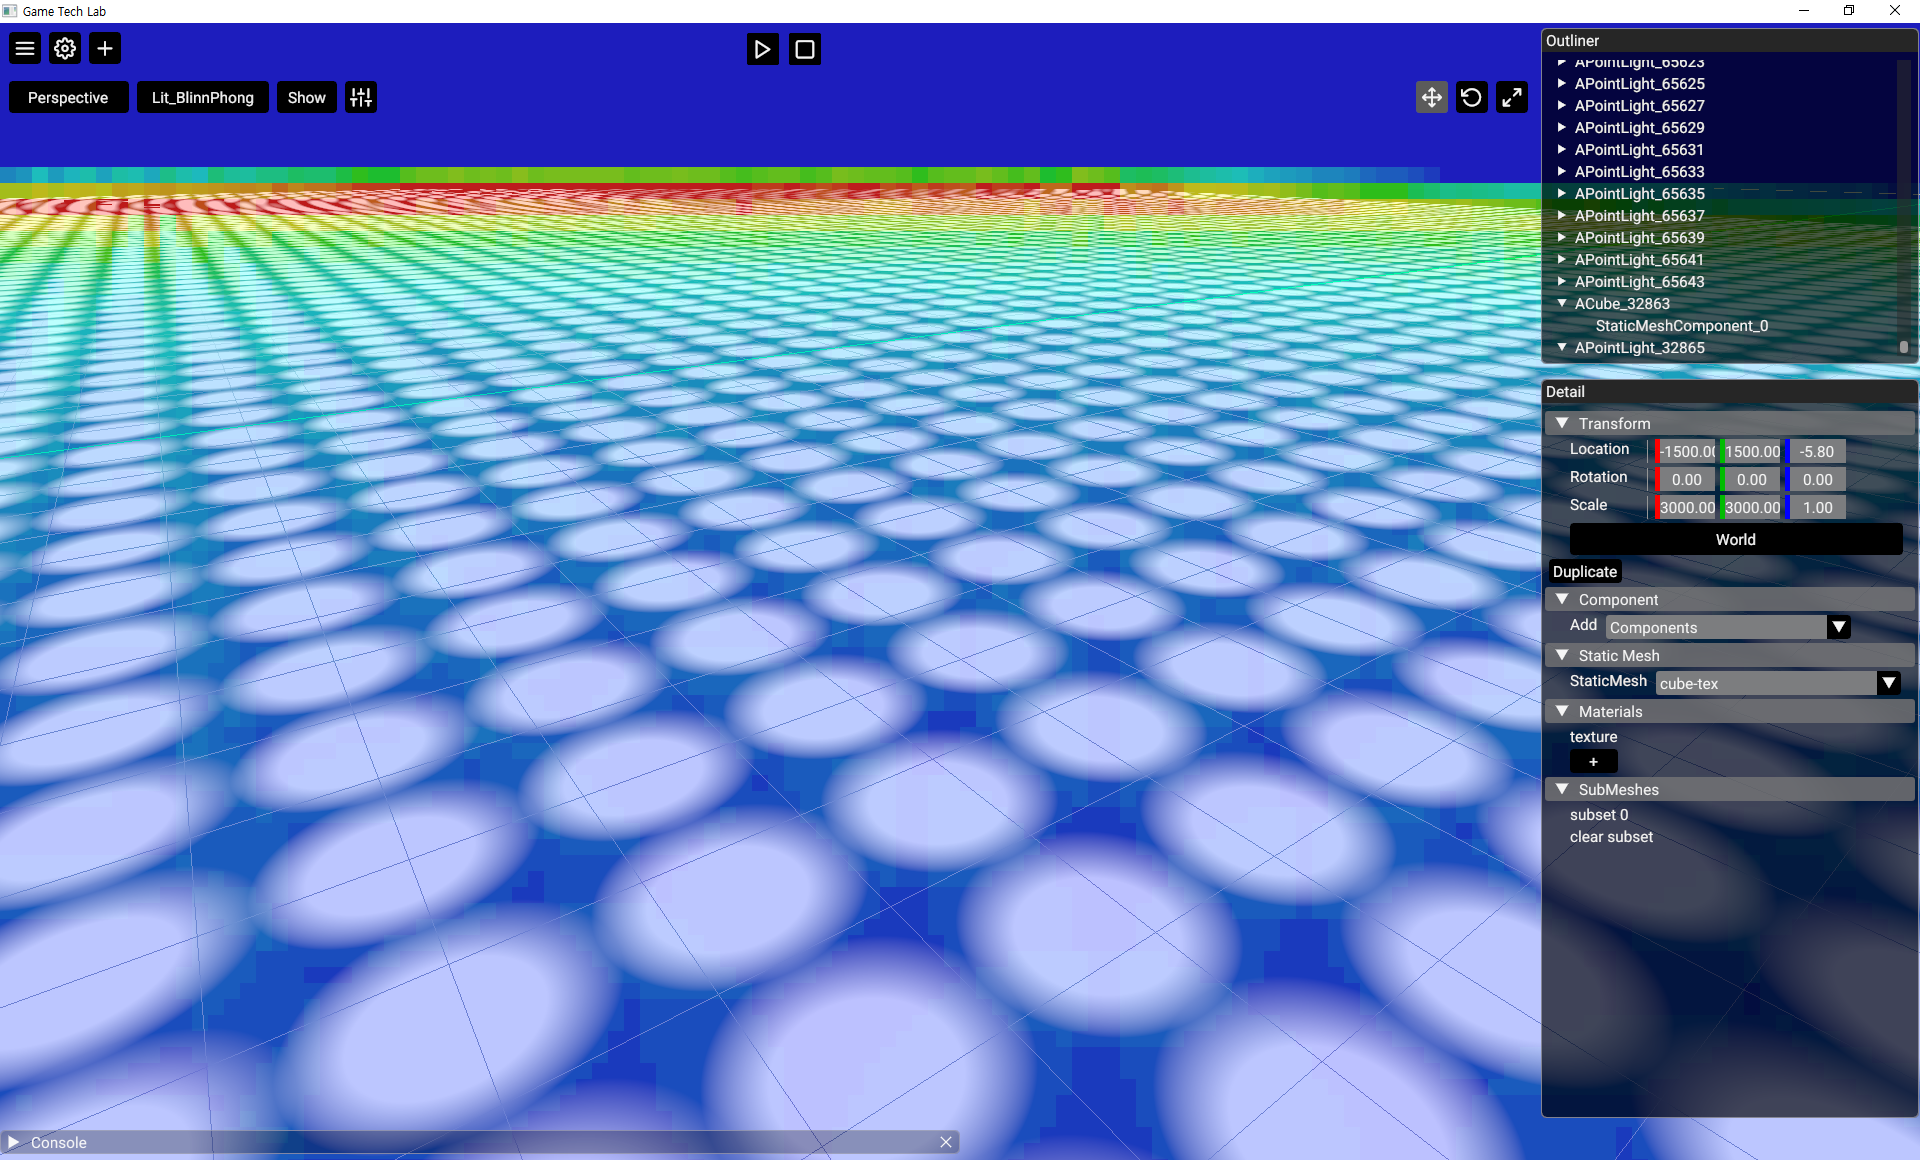 Game Tech Lab
Perspective
Lit_BlinnPhong
Show
Outliner
APointLight_65623
APointLight_65625
APointLight_65627
APointLight_65629
APointLight_65631
APointLight_65633
APointLight_65635
APointLight_65637
APointLight_65639
APointLight_65641
APointLight_65643
ACube_32863
StaticMeshComponent_0
APointLight_32865
Detail
Transform
Location -1500.00 1500.00 -5.80
Rotation 0.00 0.00 0.00
Scale 3000.00 3000.00 1.00
World
Duplicate
Component
Add Components
Static Mesh
StaticMesh cube-tex
Materials
texture
+
SubMeshes
subset 0
clear subset
Console